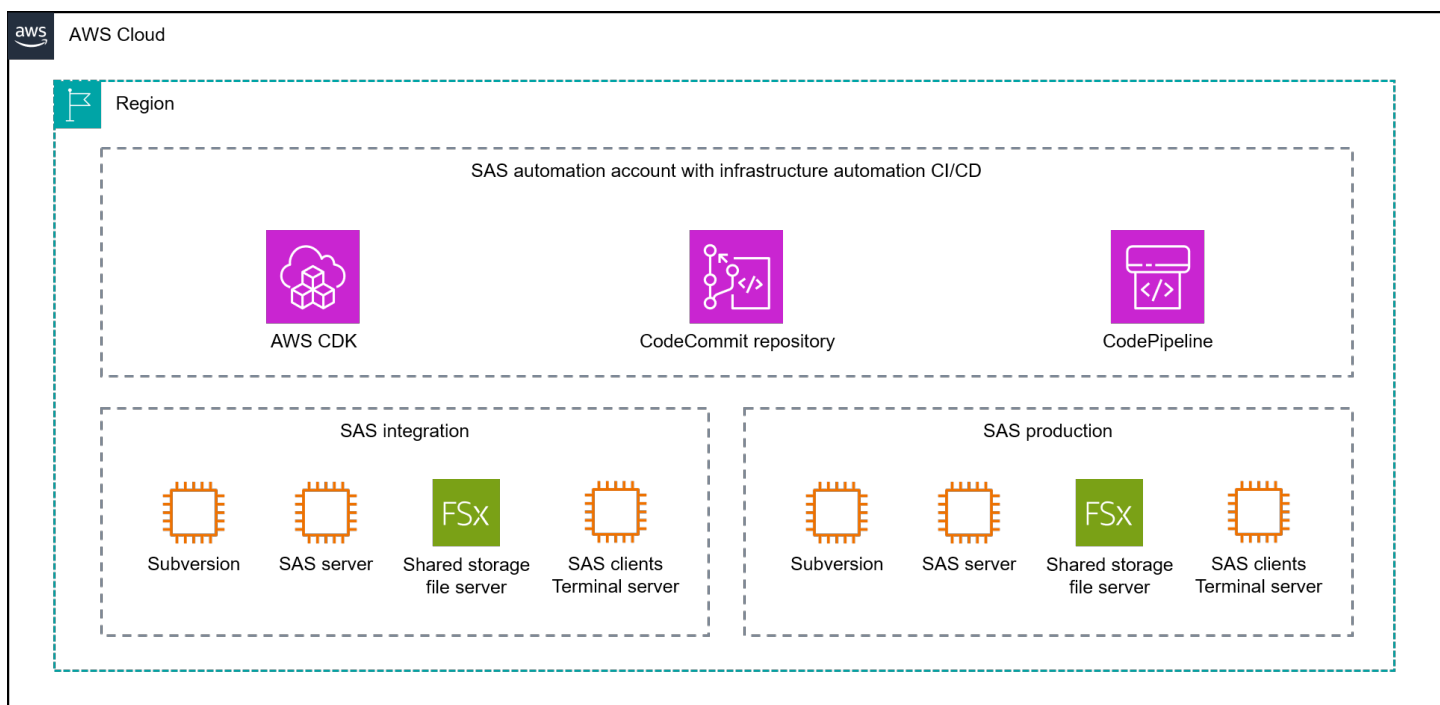 aws
AWS Cloud
Region
SAS automation account with infrastructure automation CI/CD
</>
</>
AWS CDK
CodeCommit repository
CodePipeline
SAS integration
FSx
Subversion
SAS server
Shared storage
file server
SAS clients
Terminal server
SAS production
FSx
Subversion
SAS server
Shared storage
file server
SAS clients
Terminal server